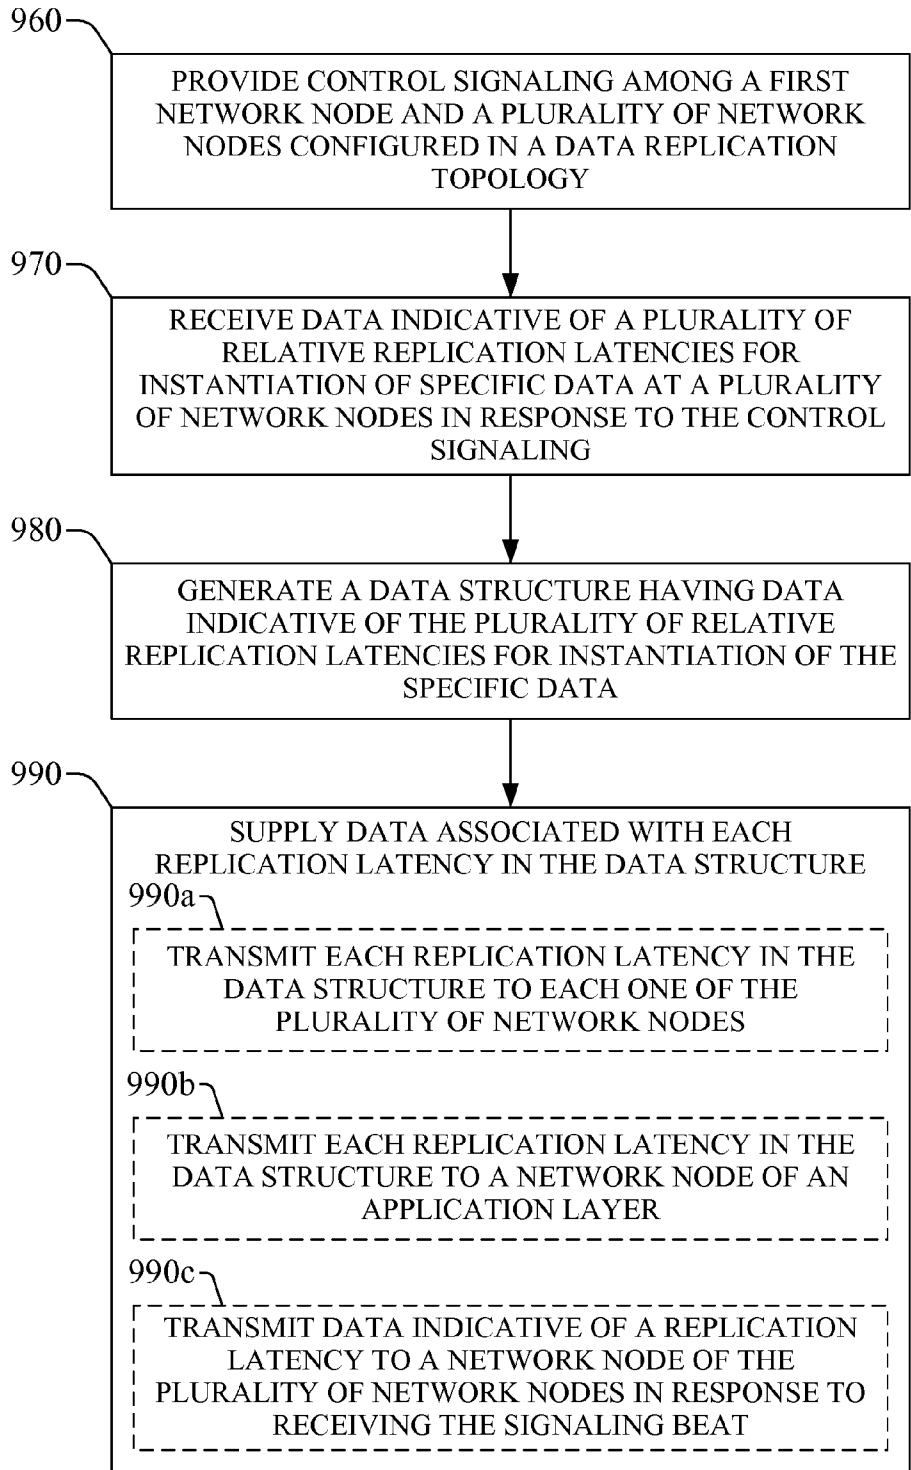 960
PROVIDE CONTROL SIGNALING AMONG A FIRST
NETWORK NODE AND A PLURALITY OF NETWORK
NODES CONFIGURED IN A DATA REPLICATION
TOPOLOGY
970
RECEIVE DATA INDICATIVE OF A PLURALITY OF
RELATIVE REPLICATION LATENCIES FOR
INSTANTIATION OF SPECIFIC DATA AT A PLURALITY
OF NETWORK NODES IN RESPONSE TO THE CONTROL
SIGNALING
980
GENERATE A DATA STRUCTURE HAVING DATA
INDICATIVE OF THE PLURALITY OF RELATIVE
REPLICATION LATENCIES FOR INSTANTIATION OF THE
SPECIFIC DATA
990
SUPPLY DATA ASSOCIATED WITH EACH
REPLICATION LATENCY IN THE DATA STRUCTURE
990a
TRANSMIT EACH REPLICATION LATENCY IN THE
DATA STRUCTURE TO EACH ONE OF THE
PLURALITY OF NETWORK NODES
990b
TRANSMIT EACH REPLICATION LATENCY IN THE
DATA STRUCTURE TO A NETWORK NODE OF AN
APPLICATION LAYER
990c
TRANSMIT DATA INDICATIVE OF A REPLICATION
LATENCY TO A NETWORK NODE OF THE
PLURALITY OF NETWORK NODES IN RESPONSE TO
RECEIVING THE SIGNALING BEAT